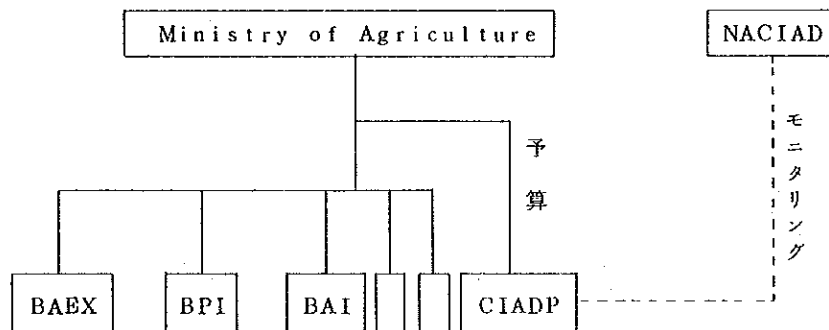 Ministry of Agriculture
NACIAD
予算
モニタリング
BAEX
BPI
BAI
CIADP